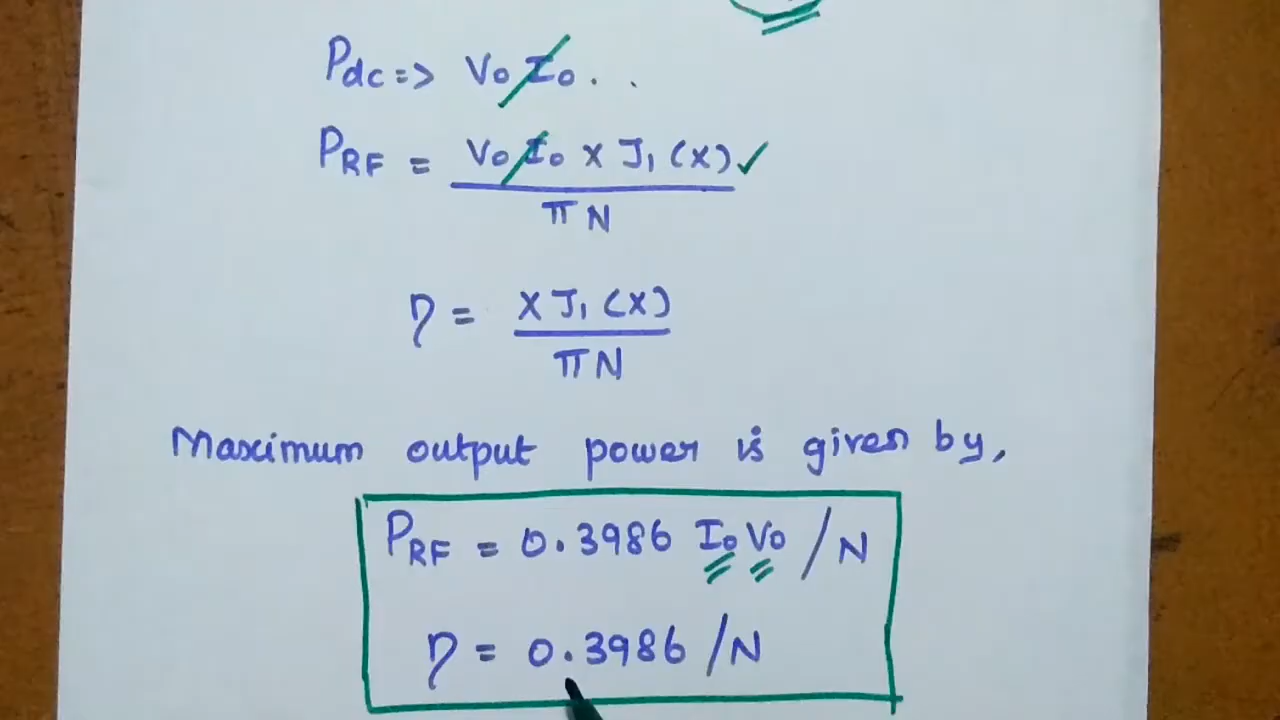 Pdc => V0 I0 . .
PRF = V0 I0 X J1 (X) ✓
πN
η = X J1 (X)
πN
Maximum output power is given by,
PRF = 0.3986 I0 V0 / N
η = 0.3986 / N